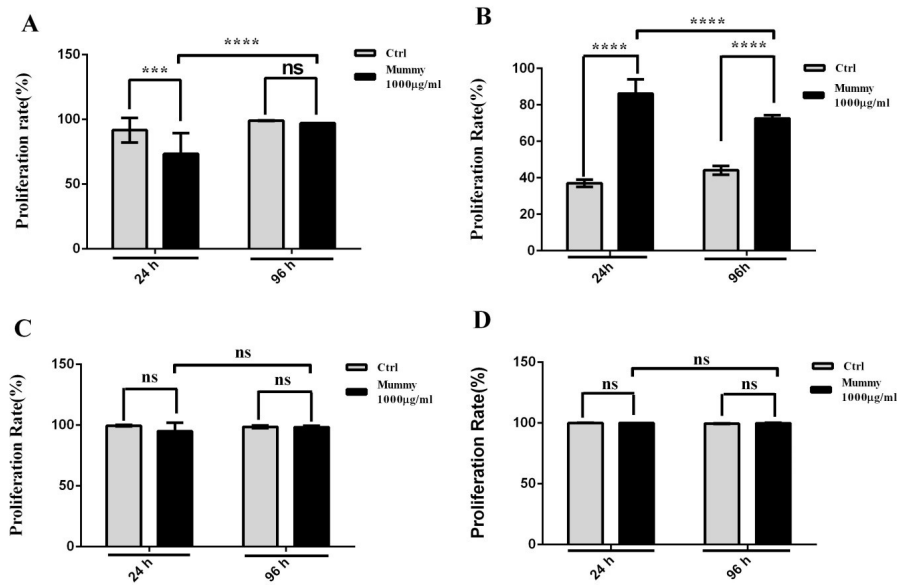 A
Proliferation rate(%)
150
100
50
0
***
****
ns
24 h
96 h
Ctrl
Mummy
1000µg/ml
B
Proliferation Rate(%)
100
80
60
40
20
0
****
****
****
24h
96h
Ctrl
Mummy
1000µg/ml
C
Proliferation Rate(%)
150
100
50
0
ns
ns
ns
24 h
96 h
Ctrl
Mummy
1000µg/ml
D
Proliferation Rate(%)
150
100
50
0
ns
ns
ns
24 h
96 h
Ctrl
Mummy
1000µg/ml